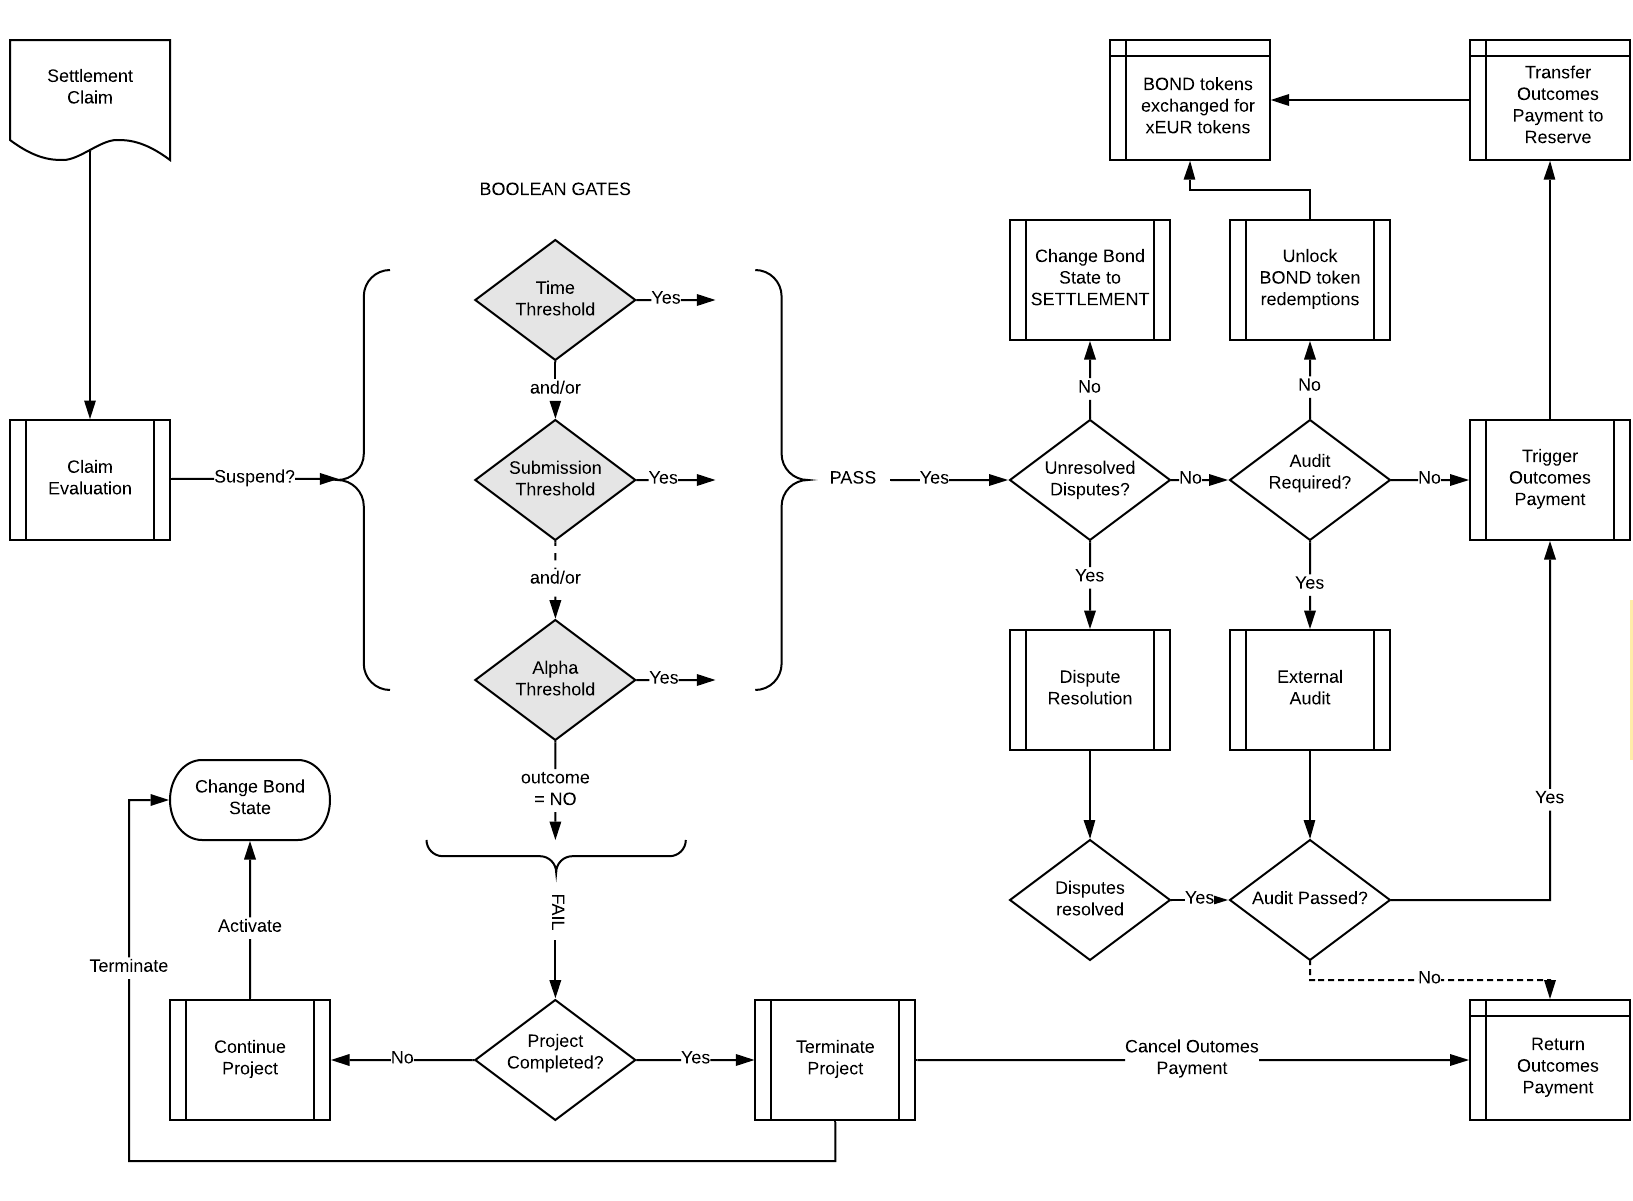 Settlement
Claim
BOND tokens
exchanged for
xEUR tokens
Transfer
Outcomes
Payment to
Reserve
BOOLEAN GATES
Time
Threshold
Yes
Change Bond
State to
SETTLEMENT
Unlock
BOND token
redemptions
and/or
No
No
Claim
Evaluation
Suspend?
Submission
Threshold
Yes
PASS
Yes
Unresolved
Disputes?
No
Audit
Required?
No
Trigger
Outcomes
Payment
and/or
Yes
Yes
Alpha
Threshold
Yes
Dispute
Resolution
External
Audit
outcome
= NO
Change Bond
State
Yes
FAIL
Disputes
resolved
Yes
Audit Passed?
Activate
Terminate
No
Continue
Project
No
Project
Completed?
Yes
Terminate
Project
Cancel Outomes
Payment
Return
Outcomes
Payment